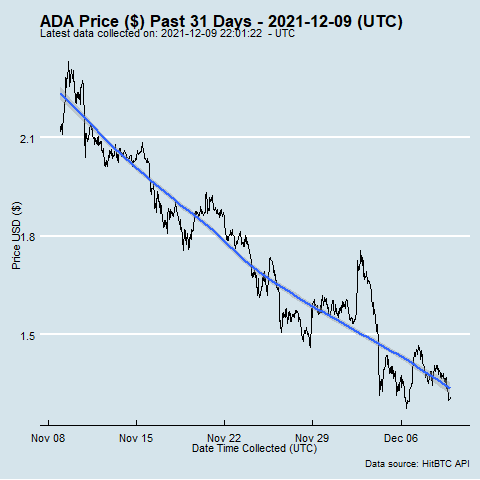 ADA Price ($) Past 31 Days - 2021-12-09 (UTC)
Latest data collected on: 2021-12-09 22:01:22  - UTC
2.1
1.8
1.5
Price USD ($)
Nov 08 Nov 15 Nov 22 Nov 29 Dec 06
Date Time Collected (UTC)
Data source: HitBTC API